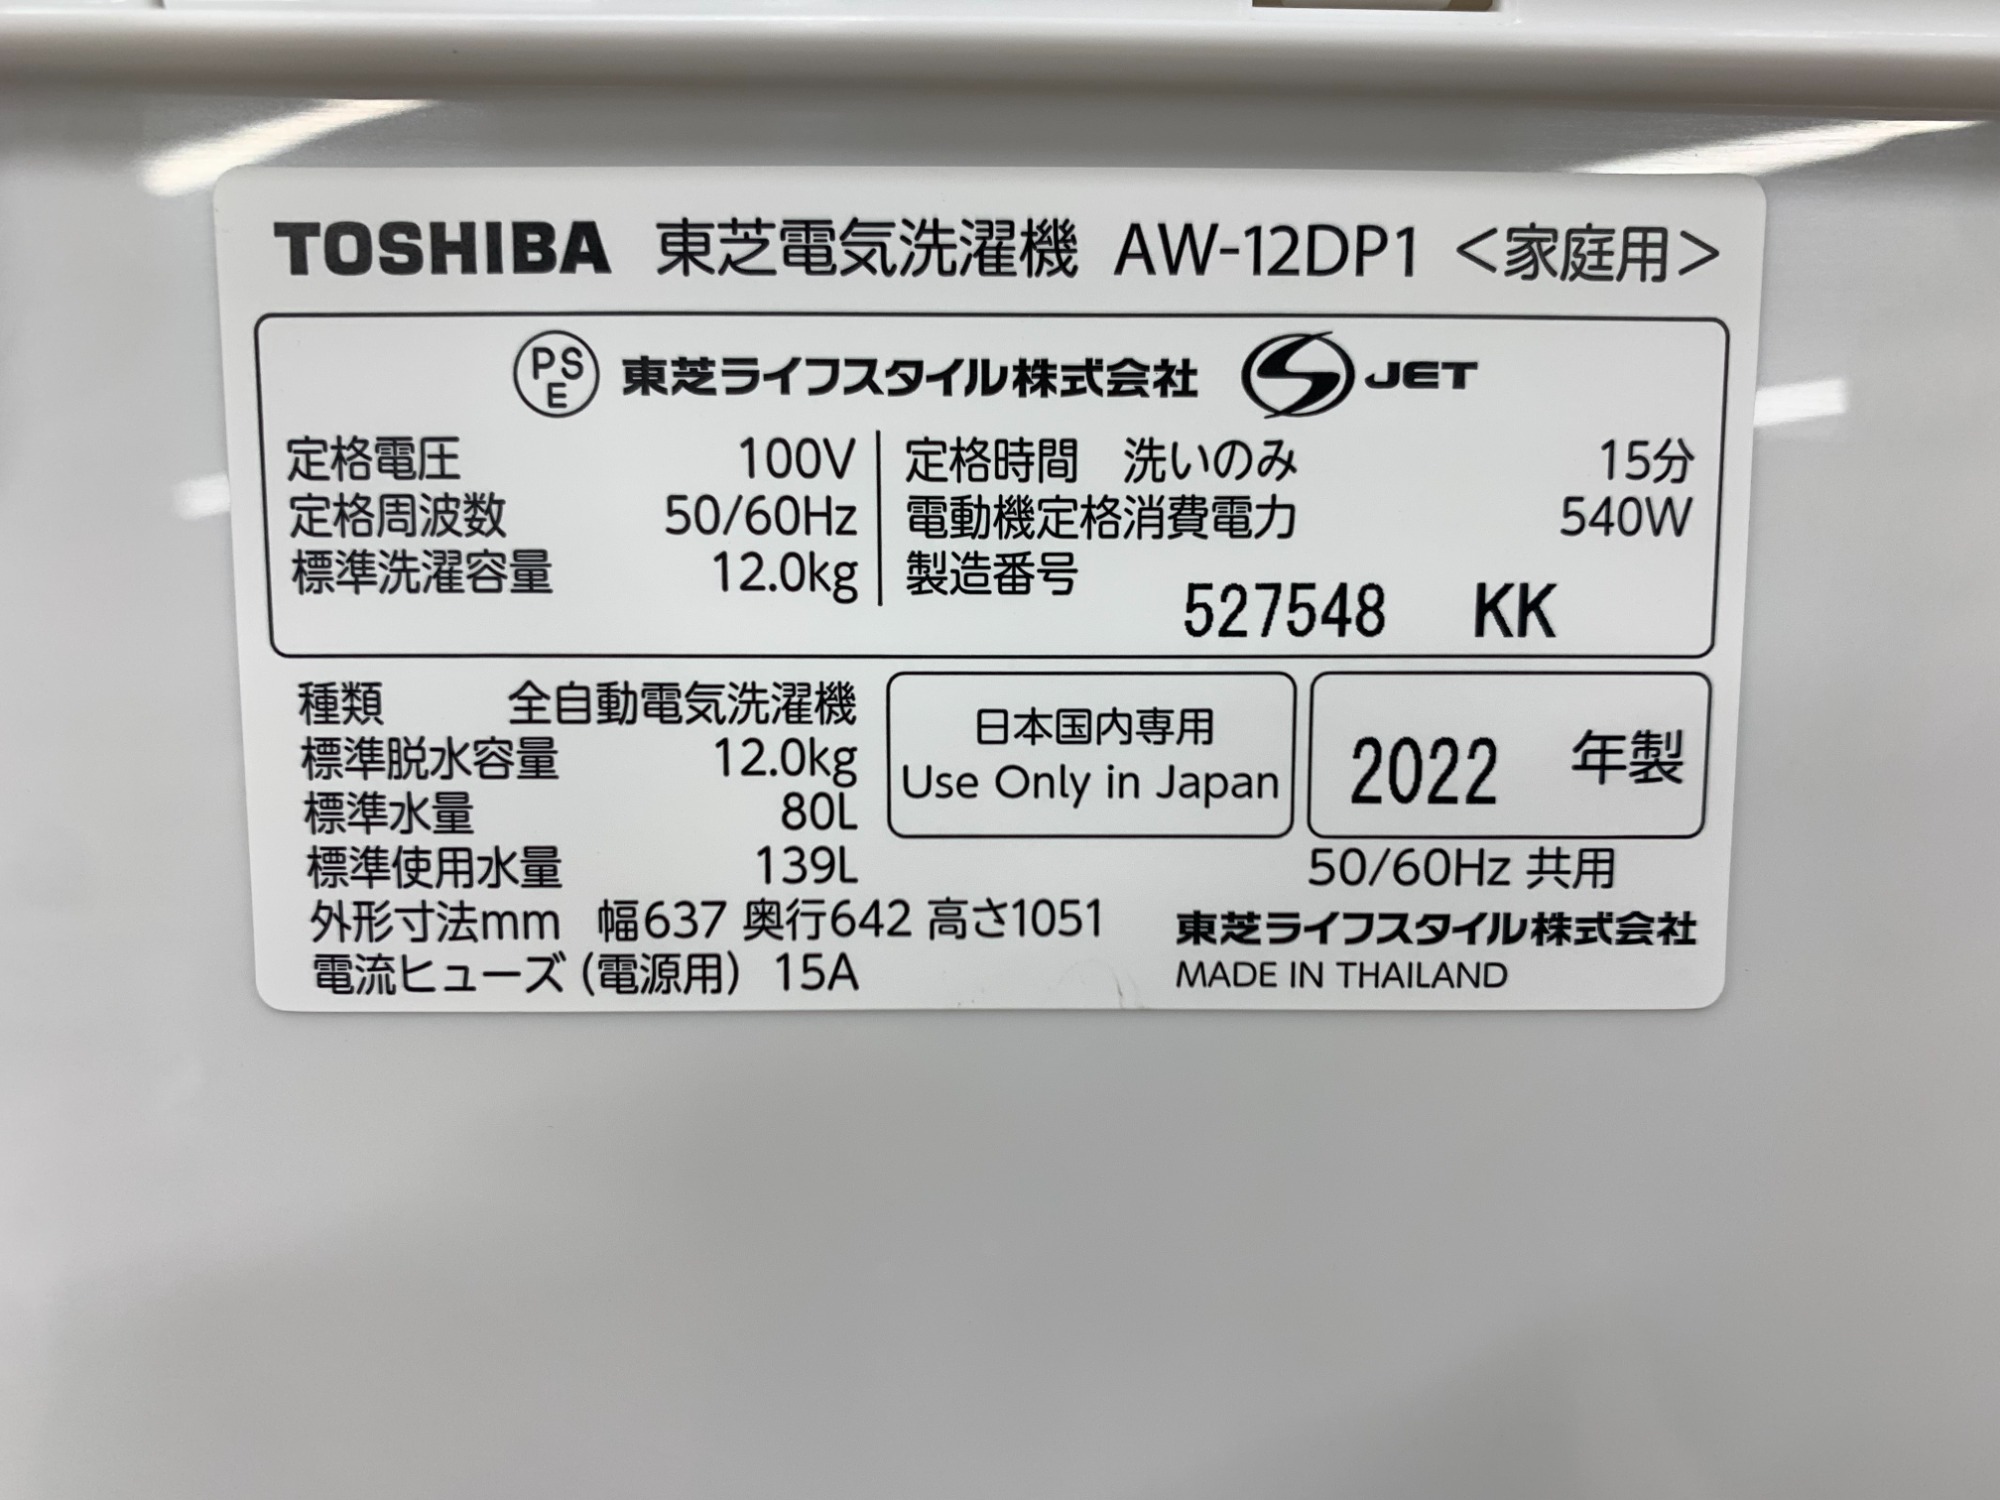 TOSHIBA 東芝電気洗濯機 AW-12DP1 <家庭用>
PSE 東芝ライフスタイル株式会社 JET
定格電圧 100V
定格周波数 50/60Hz
標準洗濯容量 12.0kg
定格時間 洗いのみ 15分
電動機定格消費電力 540W
製造番号
527548 KK
種類 全自動電気洗濯機
標準脱水容量 12.0kg
標準水量 80L
標準使用水量 139L
外形寸法mm 幅637 奥行642 高さ1051
電流ヒューズ (電源用) 15A
日本国内専用
Use Only in Japan
2022 年製
50/60Hz 共用
東芝ライフスタイル株式会社
MADE IN THAILAND